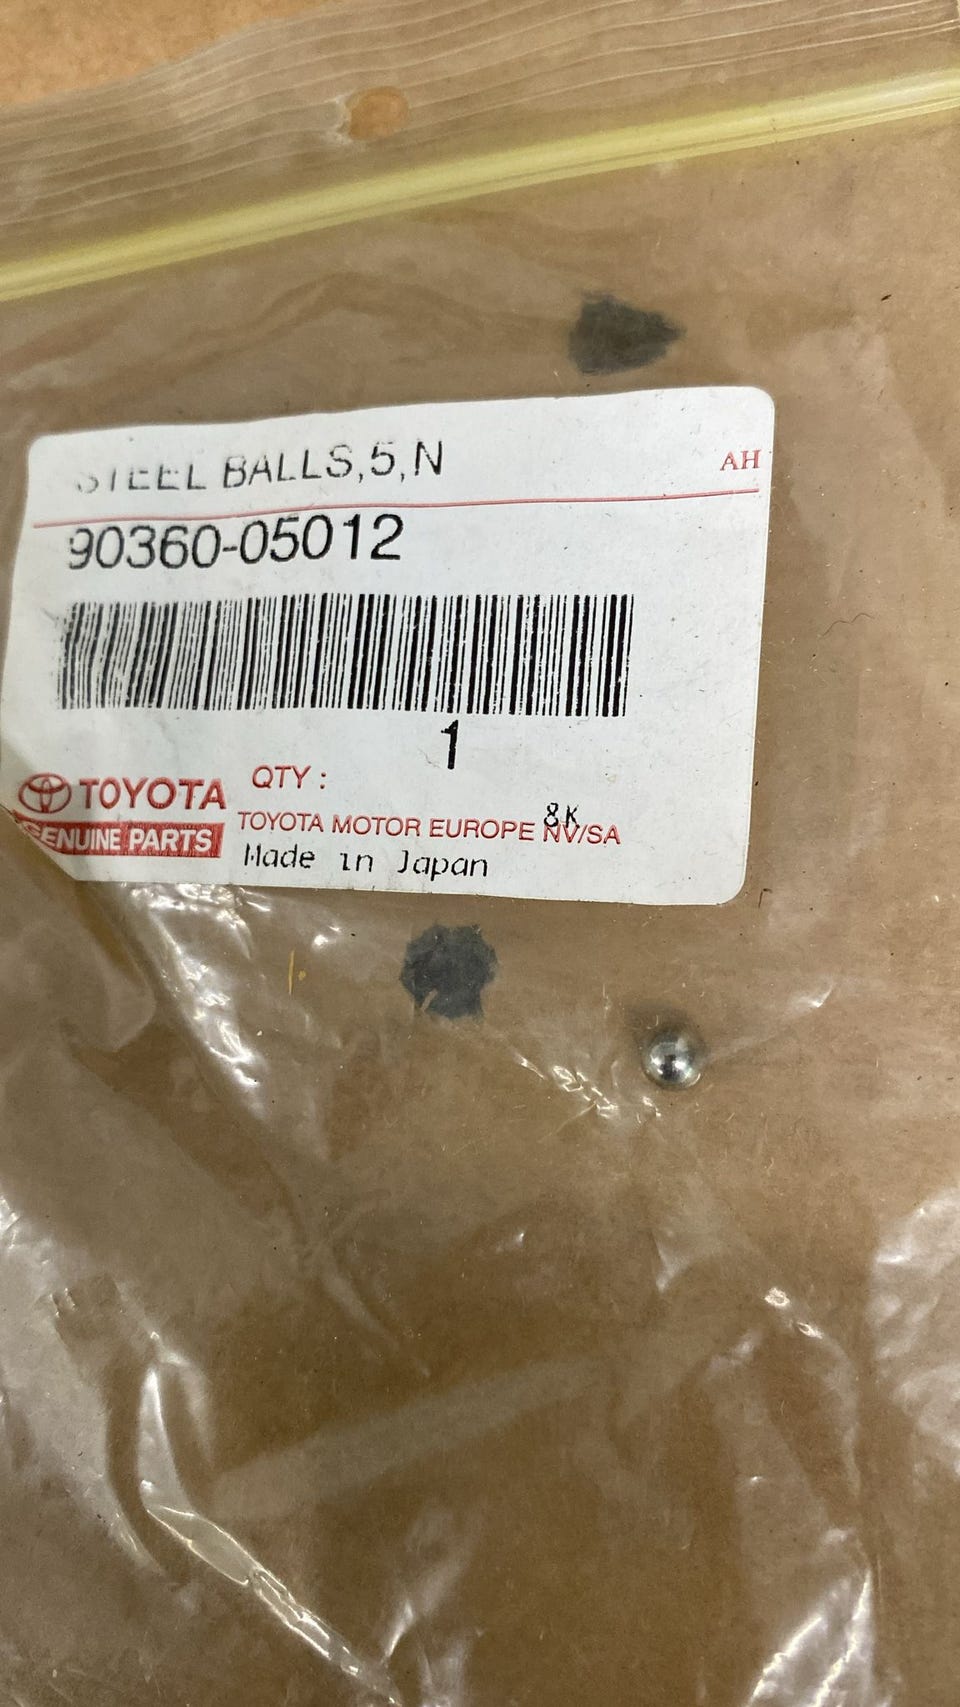 STEEL BALLS,5,N
AH
90360-05012
1
QTY :
TOYOTA
GENUINE PARTS
8K
TOYOTA MOTOR EUROPE NV/SA
Made in Japan